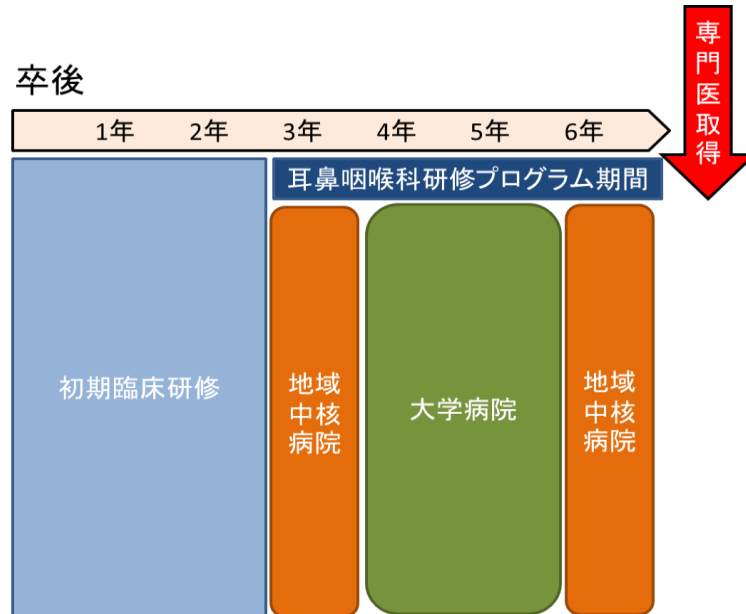 専門医取得
卒後
1年 2年 3年 4年 5年 6年
耳鼻咽喉科研修プログラム期間
初期臨床研修
地域
中核
病院
大学病院
地域
中核
病院